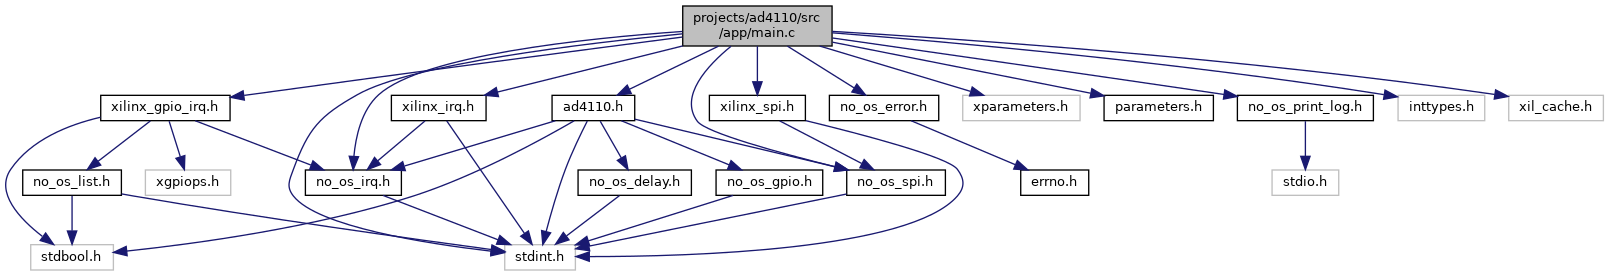 projects/ad4110/src
/app/main.c
xilinx_gpio_irq.h
xilinx_irq.h
ad4110.h
xilinx_spi.h
no_os_error.h
xparameters.h
parameters.h
no_os_print_log.h
inttypes.h
xil_cache.h
no_os_list.h
xgpiops.h
no_os_irq.h
no_os_delay.h
no_os_gpio.h
no_os_spi.h
errno.h
stdio.h
stdbool.h
stdint.h